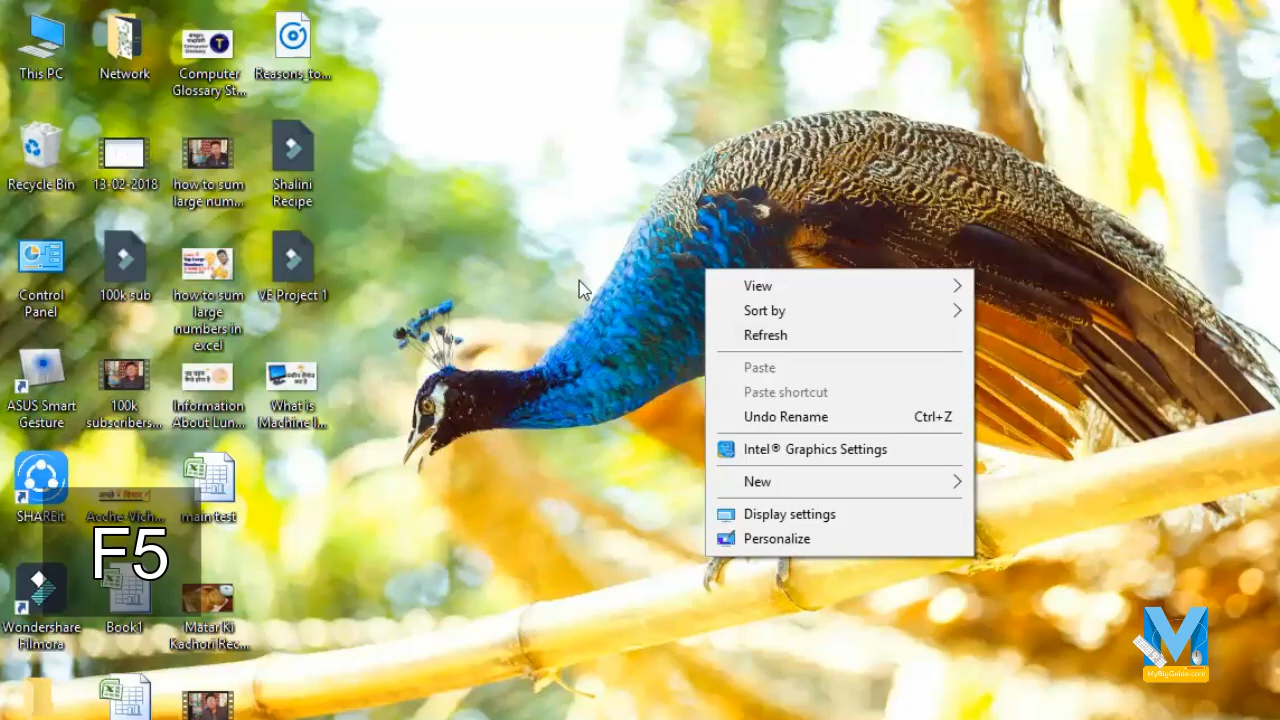 This PC
Network
Computer
Glossary St...
Reasons_to...
Recycle Bin
13-02-2018
how to sum
large num...
Shalini
Recipe
Control
Panel
100k sub
how to sum
large
numbers in
excel
VE Project 1
ASUS Smart
Gesture
100k
subscribers...
Information
About Lun...
What is
Machine l...
SHAREit
Acche Vich...
main test
F5
Wondershare
Filmora
Book1
Matar Ki
Kachori Rec...
View
Sort by
Refresh
Paste
Paste shortcut
Undo Rename Ctrl+Z
Intel® Graphics Settings
New
Display settings
Personalize
M
MyBigGuide.com